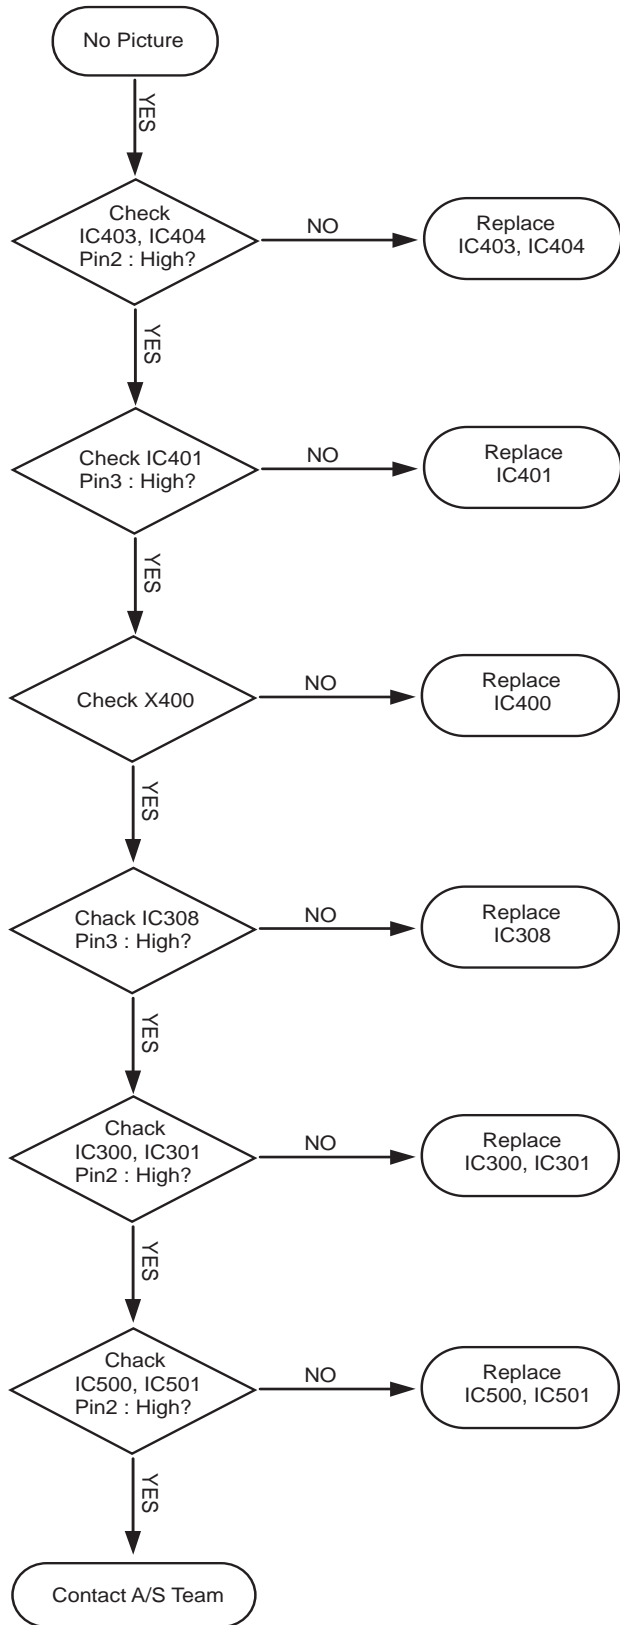 No Picture
YES
Check
IC403, IC404
Pin2 : High?
NO
Replace
IC403, IC404
YES
Check IC401
Pin3 : High?
NO
Replace
IC401
YES
Check X400
NO
Replace
IC400
YES
Chack IC308
Pin3 : High?
NO
Replace
IC308
YES
Chack
IC300, IC301
Pin2 : High?
NO
Replace
IC300, IC301
YES
Chack
IC500, IC501
Pin2 : High?
NO
Replace
IC500, IC501
YES
Contact A/S Team